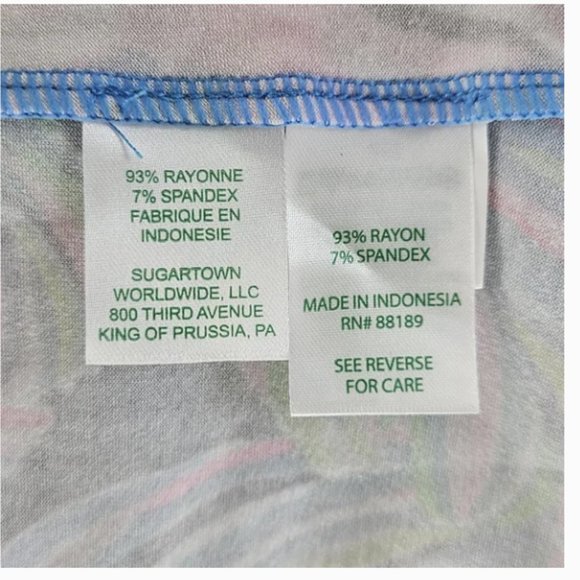 93% RAYONNE
7% SPANDEX
FABRIQUE EN
INDONESIE
SUGARTOWN
WORLDWIDE, LLC
800 THIRD AVENUE
KING OF PRUSSIA, PA
93% RAYON
7% SPANDEX
MADE IN INDONESIA
RN# 88189
SEE REVERSE
FOR CARE